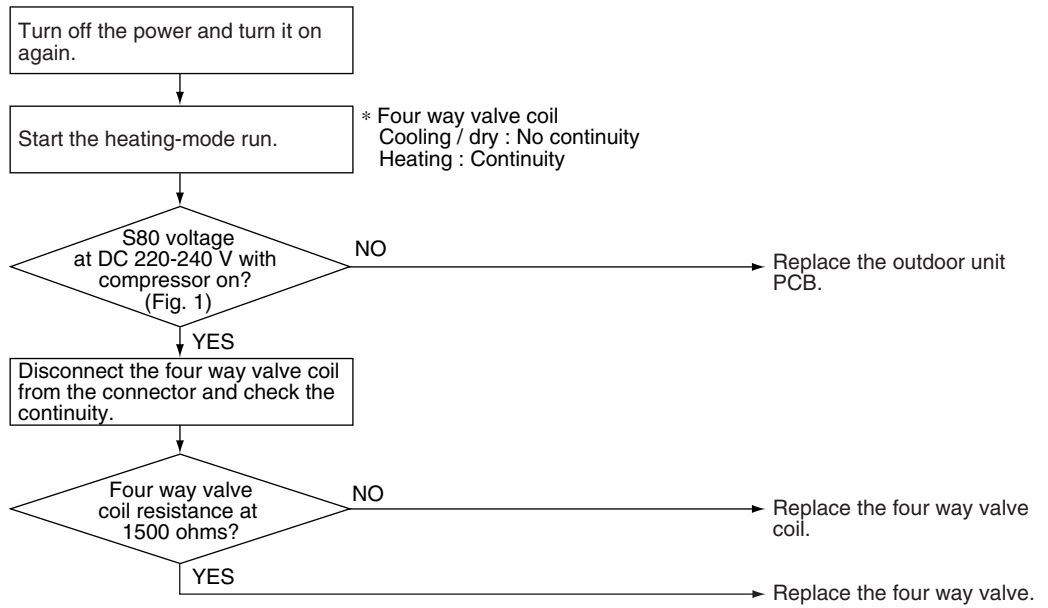 Turn off the power and turn it on
again.
Start the heating-mode run.
* Four way valve coil
Cooling / dry : No continuity
Heating : Continuity
S80 voltage
at DC 220-240 V with
compressor on?
(Fig. 1)
NO
Replace the outdoor unit
PCB.
YES
Disconnect the four way valve coil
from the connector and check the
continuity.
Four way valve
coil resistance at
1500 ohms?
NO
Replace the four way valve
coil.
YES
Replace the four way valve.